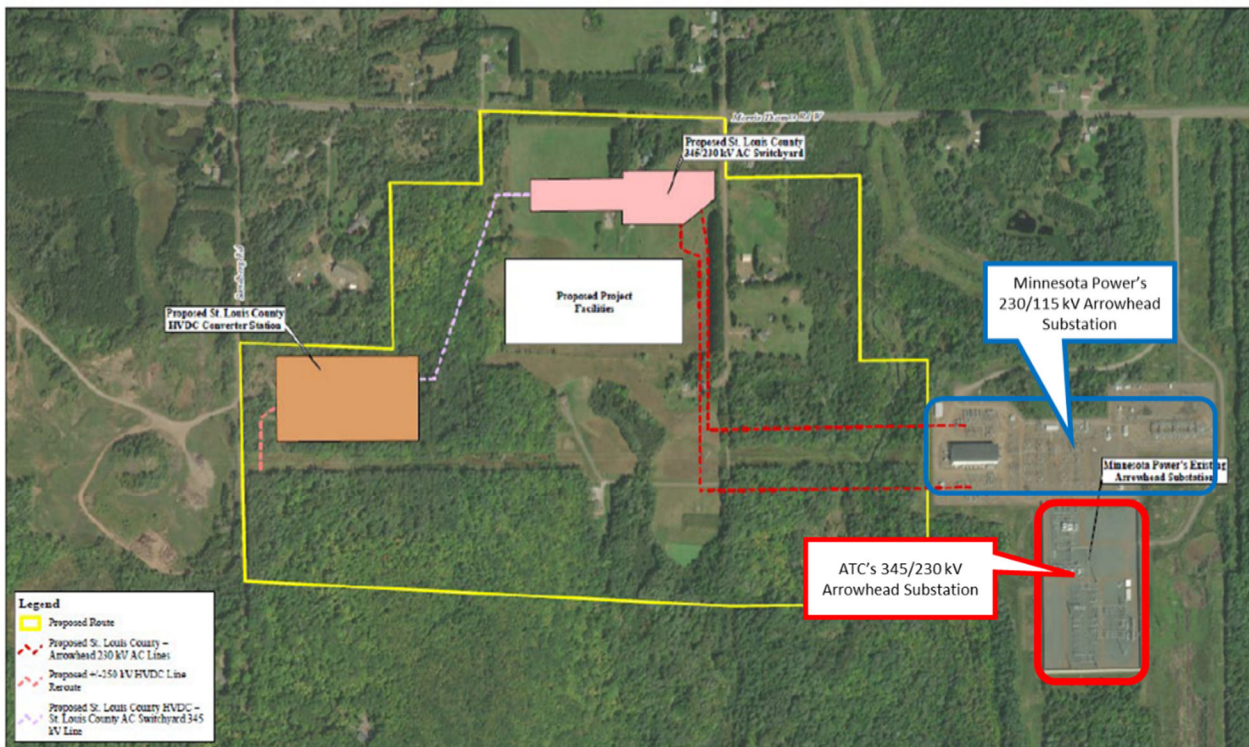 Morris Thomas Rd W
Proposed St. Louis County
345/230 kV AC Switchyard
Minnesota Power's
230/115 kV Arrowhead
Substation
Proposed Project
Facilities
Proposed St. Louis County
HVDC Converter Station
Minnesota Power's Existing
Arrowhead Substation
ATC's 345/230 kV
Arrowhead Substation
Legend
Proposed Route
Proposed St. Louis County –
Arrowhead 230 kV AC Lines
Proposed +/-250 kV HVDC Line
Reroute
Proposed St. Louis County HVDC –
St. Louis County AC Switchyard 345
kV Line